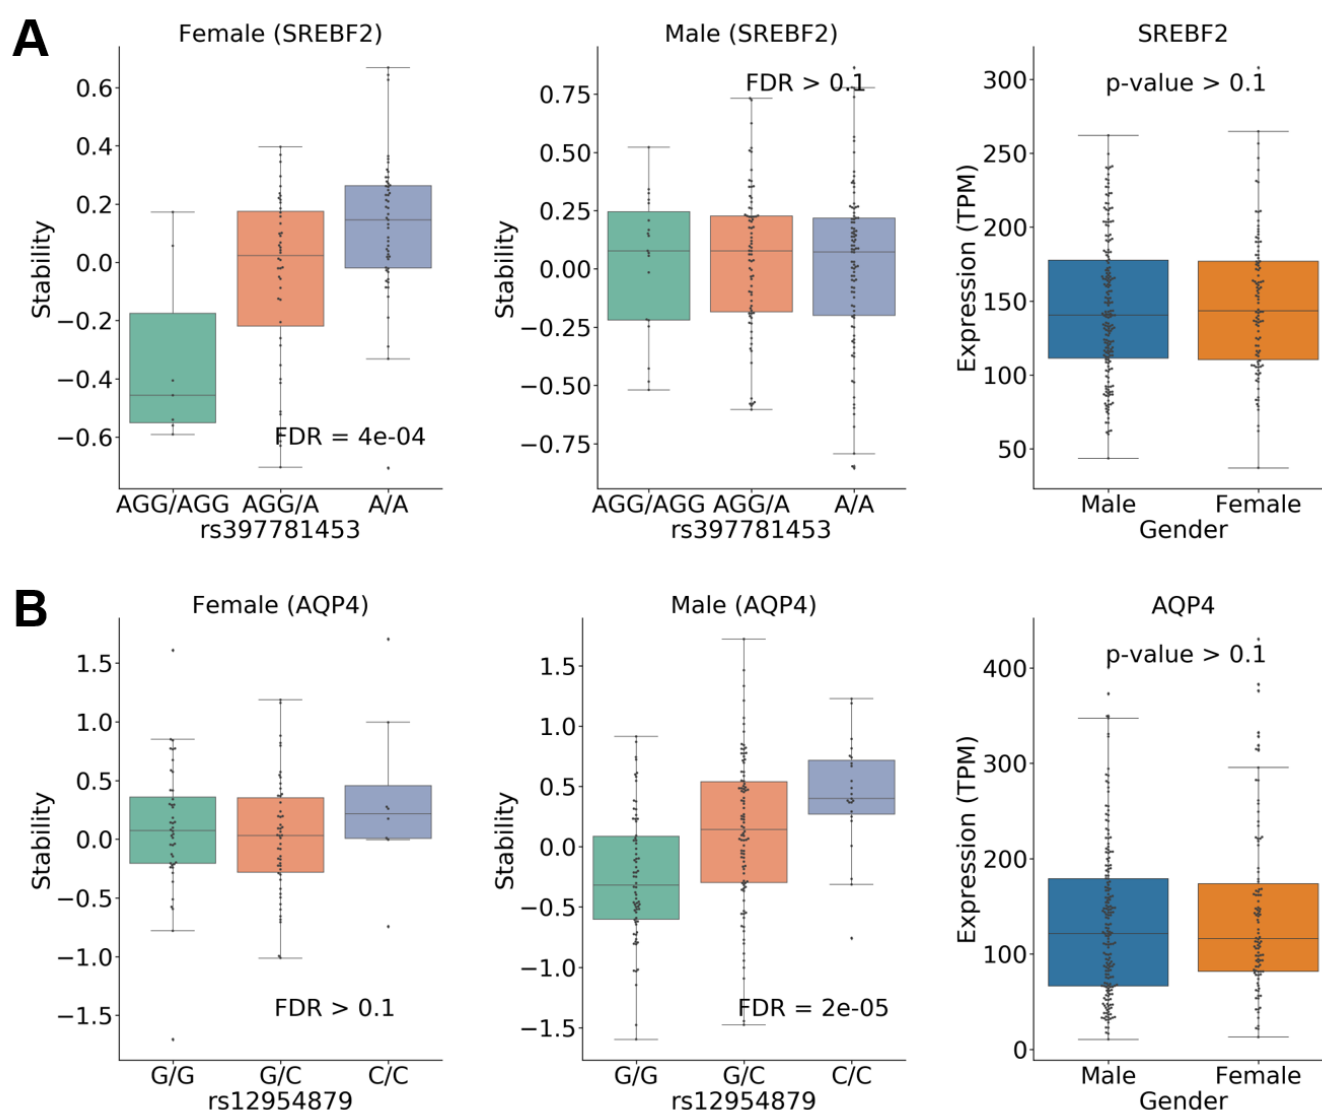 A
Female (SREBF2)
Stability
0.6
0.4
0.2
0.0
−0.2
−0.4
−0.6
FDR = 4e-04
AGG/AGG AGG/A A/A
rs397781453
Male (SREBF2)
Stability
0.75
0.50
0.25
0.00
−0.25
−0.50
−0.75
FDR > 0.1
AGG/AGG AGG/A A/A
rs397781453
SREBF2
Expression (TPM)
300
250
200
150
100
50
p-value > 0.1
Male Female
Gender
B
Female (AQP4)
Stability
1.5
1.0
0.5
0.0
−0.5
−1.0
−1.5
FDR > 0.1
G/G G/C C/C
rs12954879
Male (AQP4)
Stability
1.5
1.0
0.5
0.0
−0.5
−1.0
−1.5
FDR = 2e-05
G/G G/C C/C
rs12954879
AQP4
Expression (TPM)
400
300
200
100
0
p-value > 0.1
Male Female
Gender